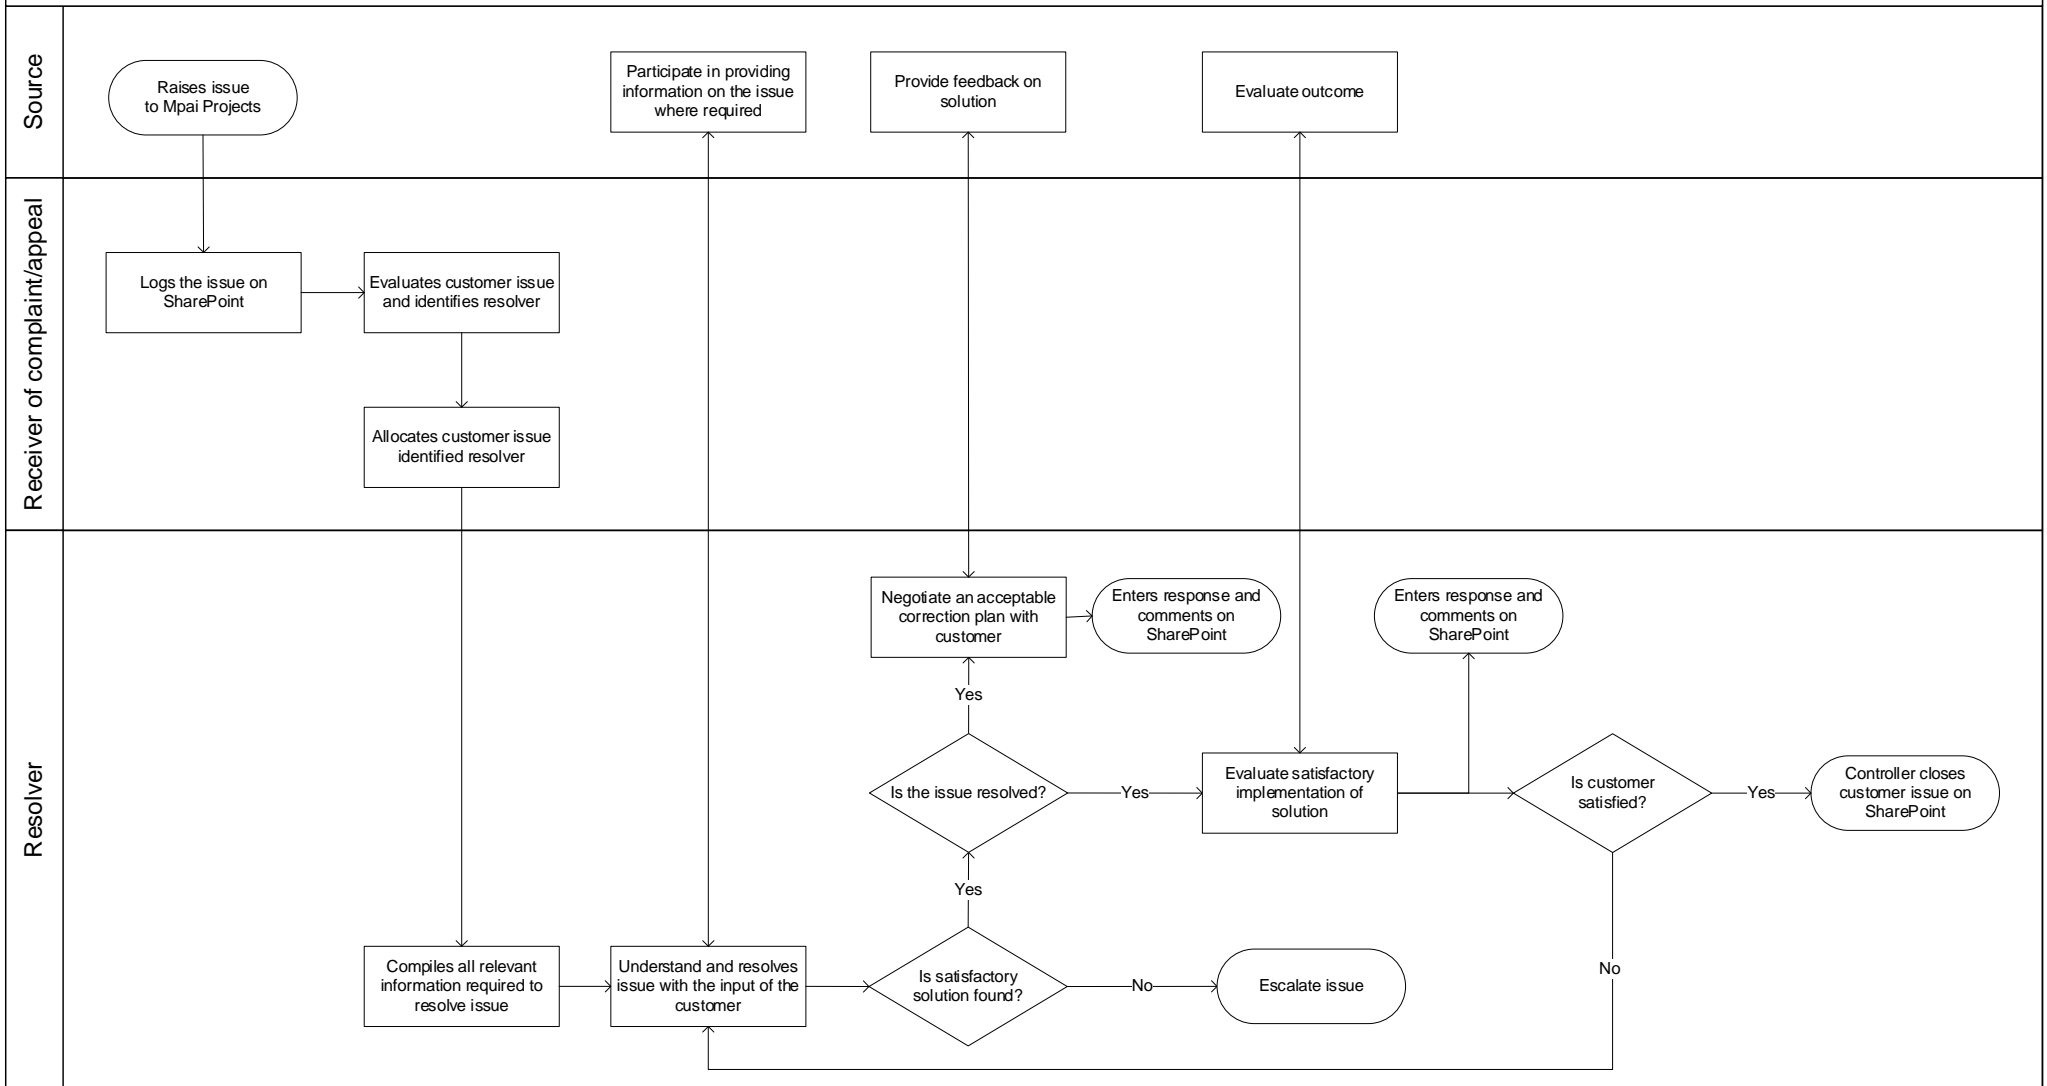 Source
Raises issue
to Mpai Projects
Participate in providing
information on the issue
where required
Provide feedback on
solution
Evaluate outcome
Receiver of complaint/appeal
Logs the issue on
SharePoint
Evaluates customer issue
and identifies resolver
Allocates customer issue
identified resolver
Resolver
Negotiate an acceptable
correction plan with
customer
Enters response and
comments on
SharePoint
Enters response and
comments on
SharePoint
Yes
Is the issue resolved?
Yes
Evaluate satisfactory
implementation of
solution
Is customer
satisfied?
Yes
Controller closes
customer issue on
SharePoint
Yes
No
Compiles all relevant
information required to
resolve issue
Understand and resolves
issue with the input of the
customer
Is satisfactory
solution found?
No
Escalate issue